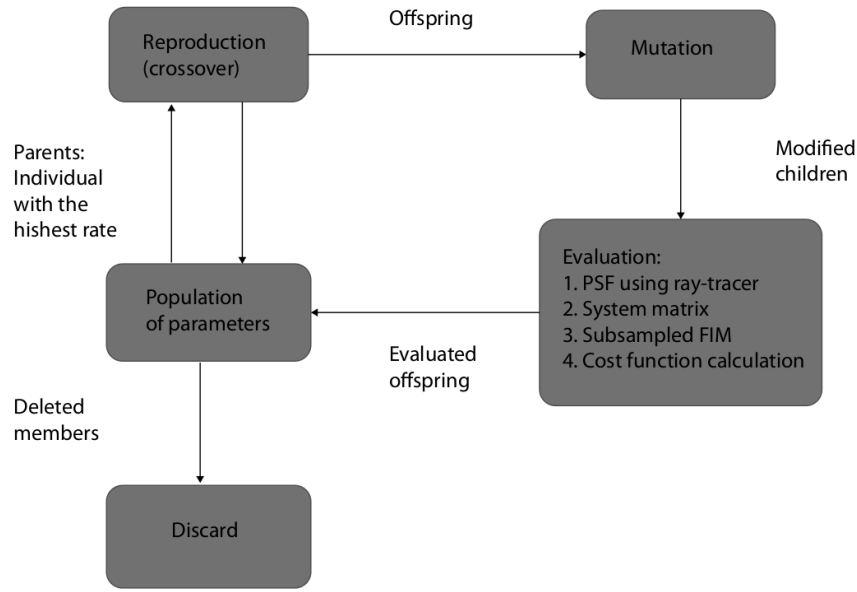 Offspring
Reproduction
(crossover)
Mutation
Parents:
Individual
with the
hishest rate
Modified
children
Evaluation:
1. PSF using ray-tracer
2. System matrix
3. Subsampled FIM
4. Cost function calculation
Population
of parameters
Evaluated
offspring
Deleted
members
Discard